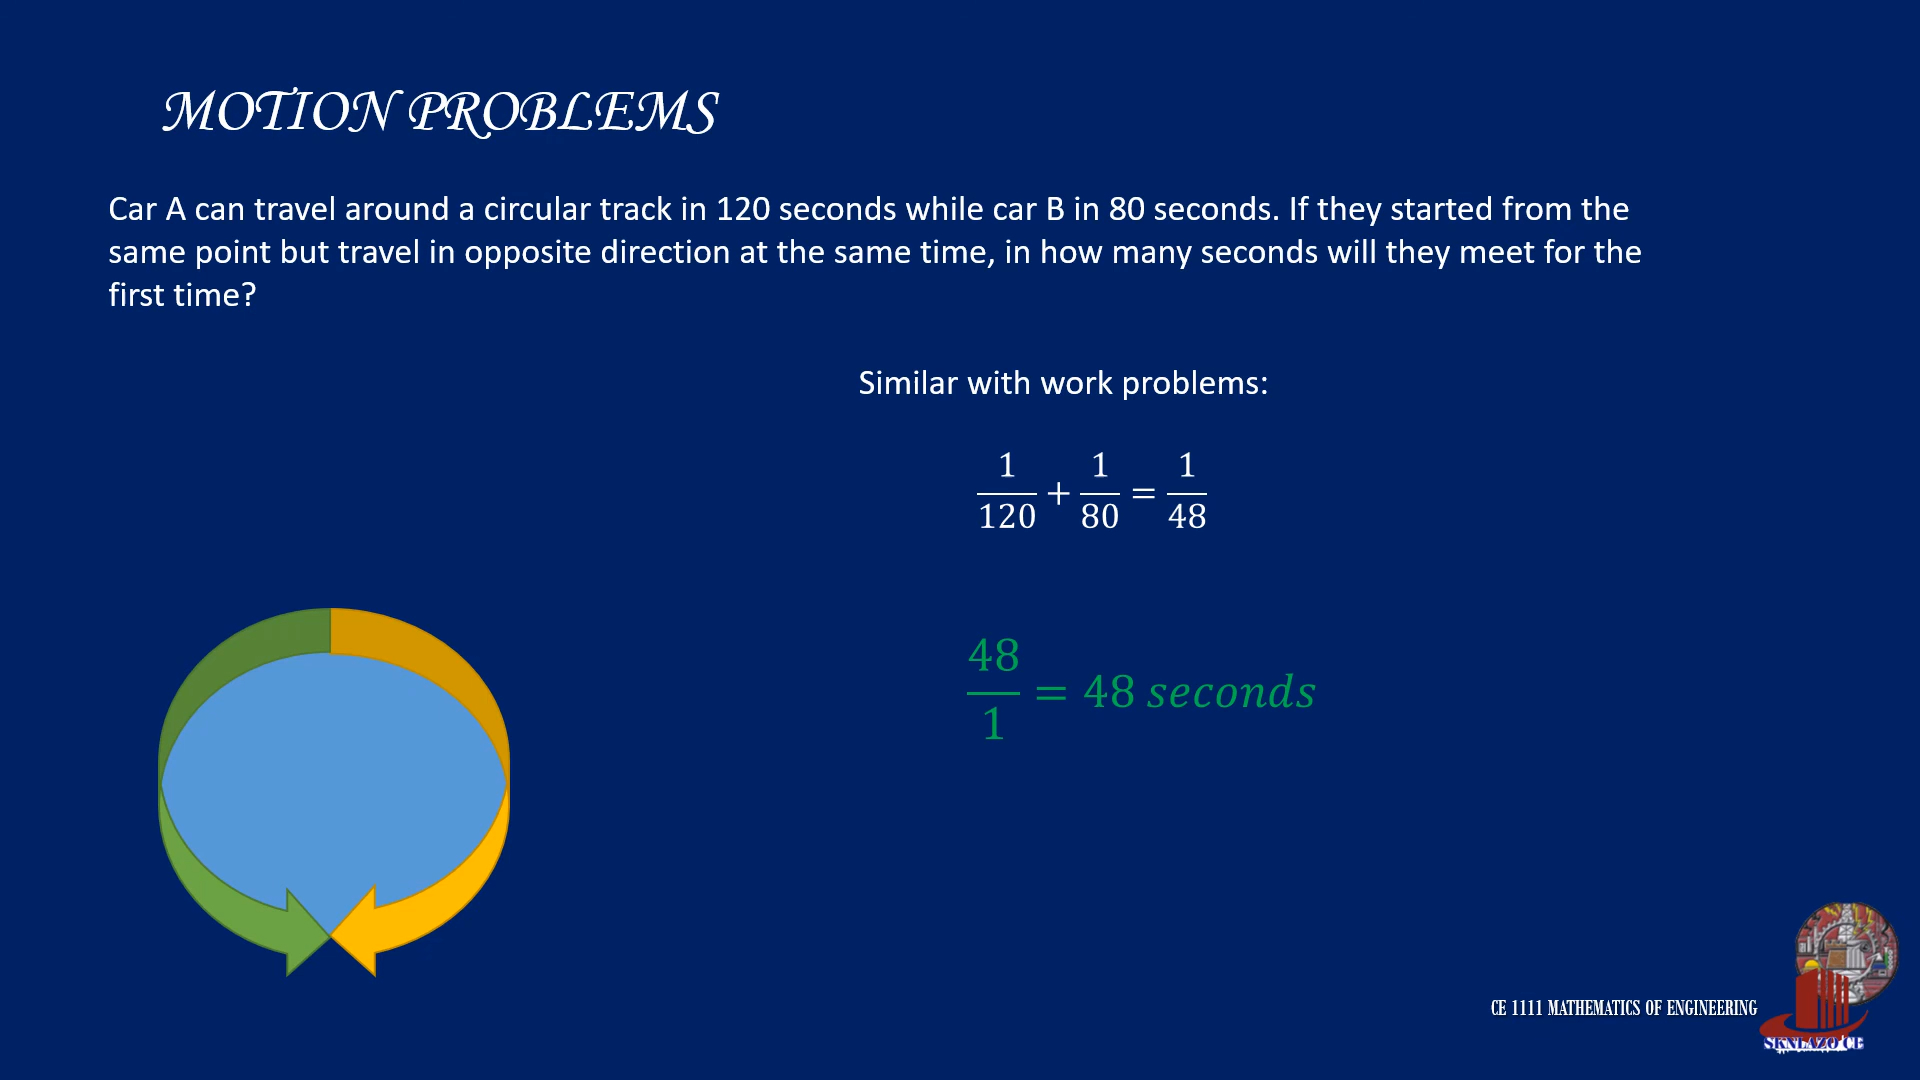 MOTION PROBLEMS
Car A can travel around a circular track in 120 seconds while car B in 80 seconds. If they started from the
same point but travel in opposite direction at the same time, in how many seconds will they meet for the
first time?
Similar with work problems:
1/120 + 1/80 = 1/48
48/1 = 48 seconds
CE 1111 MATHEMATICS OF ENGINEERING
SKNLAZO CE